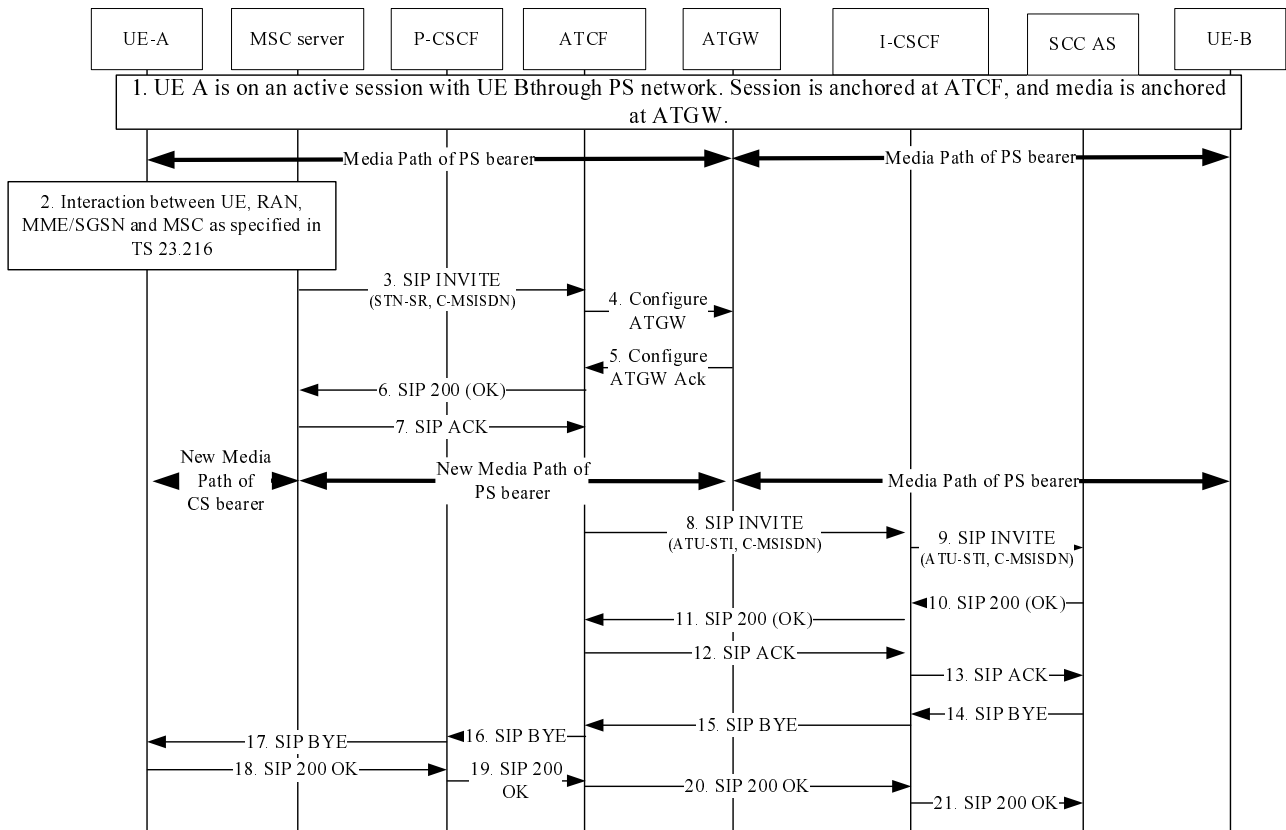 UE-A
MSC server
P-CSCF
ATCF
ATGW
I-CSCF
SCC AS
UE-B
1. UE A is on an active session with UE Bthrough PS network. Session is anchored at ATCF, and media is anchored
at ATGW.
Media Path of PS bearer
Media Path of PS bearer
2. Interaction between UE, RAN,
MME/SGSN and MSC as specified in
TS 23.216
3. SIP INVITE
(STN-SR, C-MSISDN)
4. Configure
ATGW
5. Configure
ATGW Ack
6. SIP 200 (OK)
7. SIP ACK
New Media
Path of
CS bearer
New Media Path of
PS bearer
Media Path of PS bearer
8. SIP INVITE
(ATU-STI, C-MSISDN)
9. SIP INVITE
(ATU-STI, C-MSISDN)
10. SIP 200 (OK)
11. SIP 200 (OK)
12. SIP ACK
13. SIP ACK
14. SIP BYE
15. SIP BYE
16. SIP BYE
17. SIP BYE
18. SIP 200 OK
19. SIP 200
OK
20. SIP 200 OK
21. SIP 200 OK